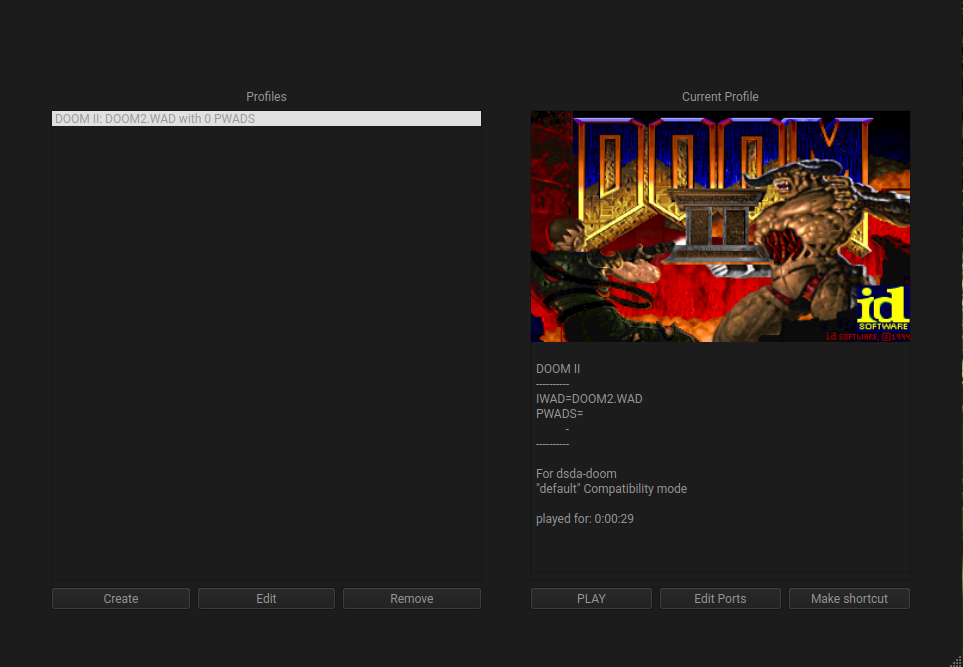 Profiles
DOOM II: DOOM2.WAD with 0 PWADS
Create
Edit
Remove
Current Profile
DOOM
II
id
SOFTWARE
id SOFTWARE, ©1994
DOOM II
----------
IWAD=DOOM2.WAD
PWADS=
-
----------
For dsda-doom
"default" Compatibility mode
played for: 0:00:29
PLAY
Edit Ports
Make shortcut